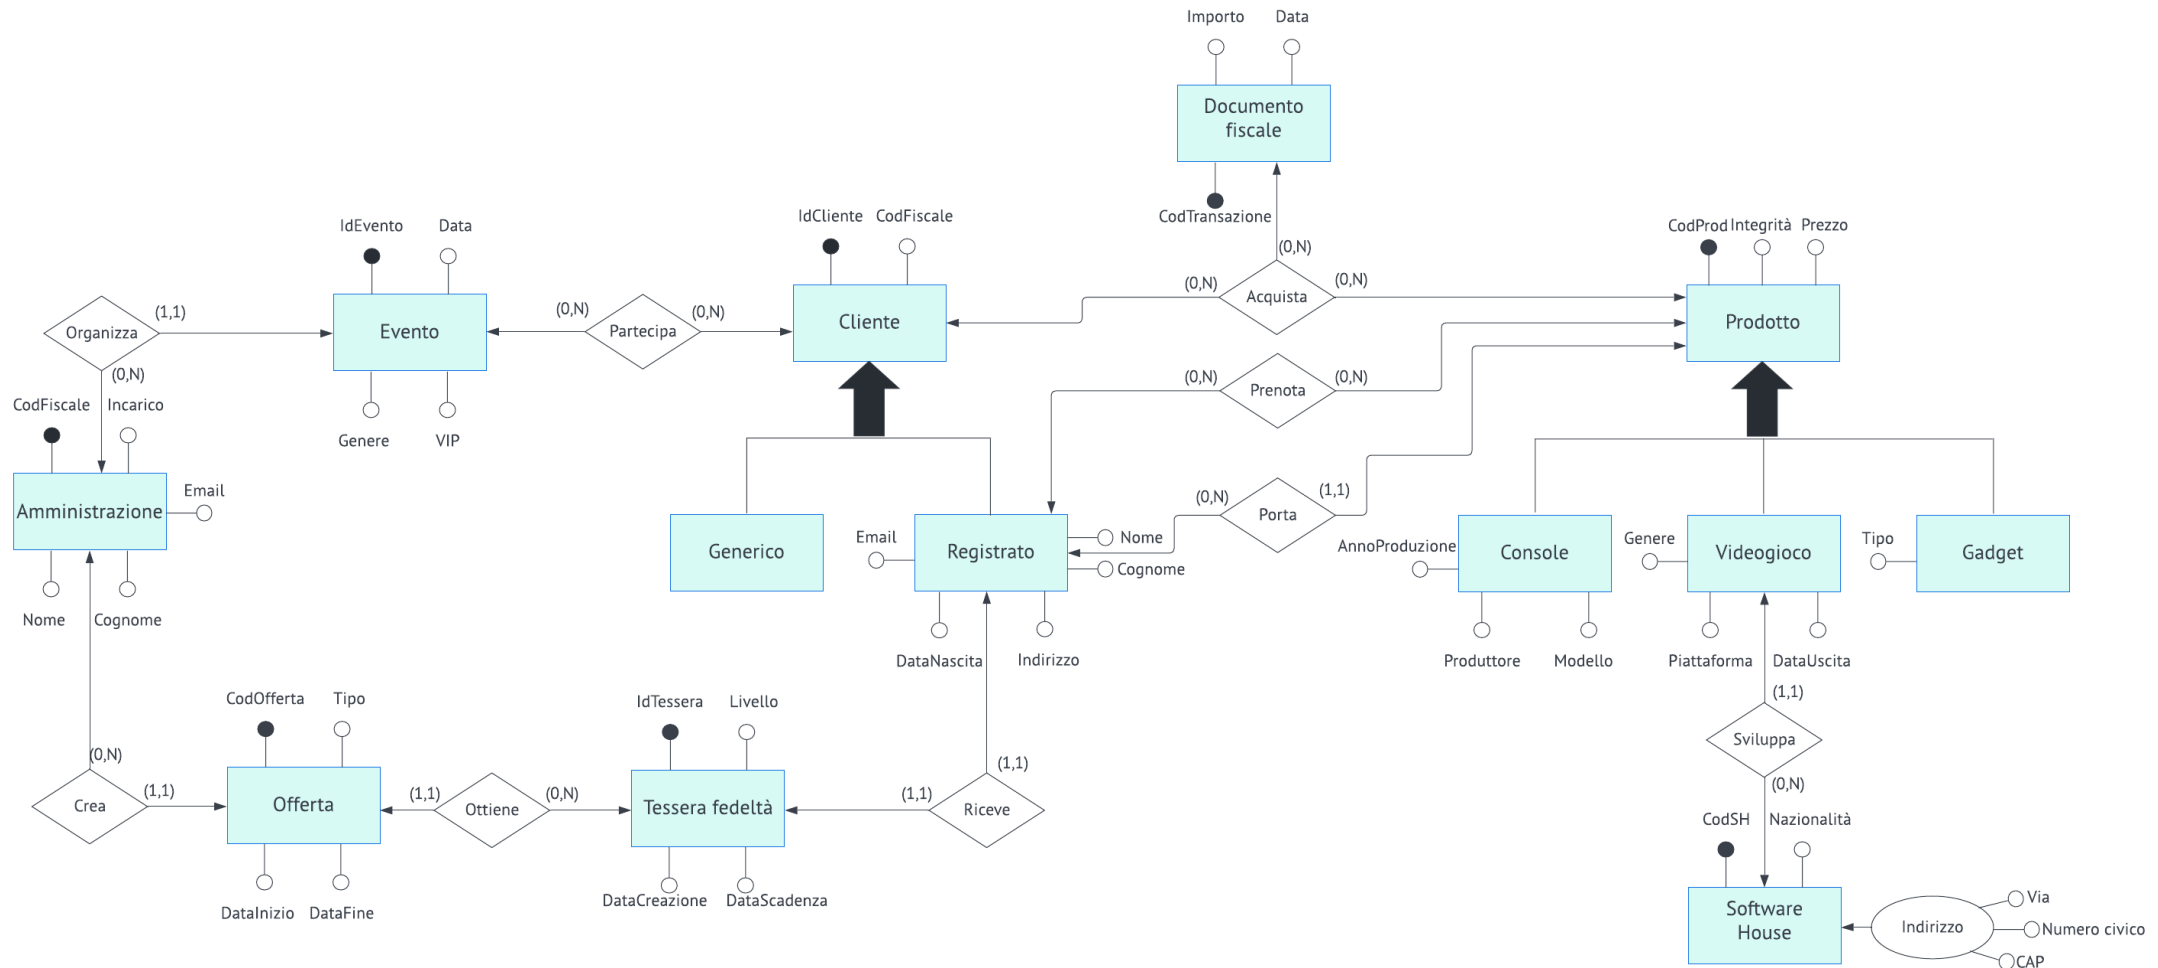 Importo Data
Documento
fiscale
CodTransazione
IdCliente CodFiscale
IdEvento Data
CodProd Integrità Prezzo
(0,N)
(0,N) Acquista (0,N)
Organizza (1,1)
(0,N)
Evento
(0,N) Partecipa (0,N)
Cliente
Prodotto
Genere VIP
(0,N) Prenota (0,N)
CodFiscale Incarico
Amministrazione
Email
Nome Cognome
Generico
Registrato
Email
Nome
Cognome
DataNascita Indirizzo
(0,N) Porta (1,1)
AnnoProduzione
Console
Produttore Modello
Genere
Videogioco
Piattaforma DataUscita
Tipo
Gadget
(0,N)
Crea (1,1)
CodOfferta Tipo
Offerta
DataInizio DataFine
(1,1) Ottiene (0,N)
IdTessera Livello
Tessera fedeltà
DataCreazione DataScadenza
(1,1)
(1,1) Riceve
(1,1)
Sviluppa
(0,N)
CodSH Nazionalità
Software
House
Indirizzo
Via
Numero civico
CAP